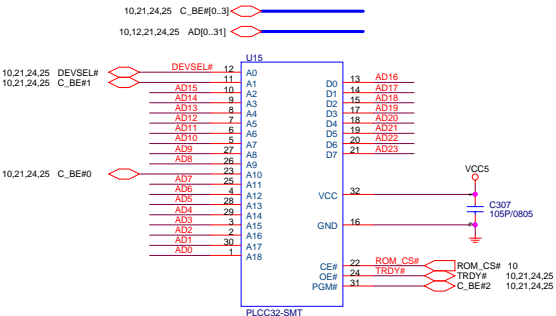 10,21,24,25 C_BE#[0..3]
10,12,21,24,25 AD[0..31]
U15
10,21,24,25 DEVSEL# DEVSEL# 12 A0
10,21,24,25 C_BE#1 11 A1 D0 13 AD16
AD15 10 A2 D1 14 AD17
AD14 9 A3 D2 15 AD18
AD13 8 A4 D3 17 AD19
AD12 7 A5 D4 18 AD20
AD11 6 A6 D5 19 AD21
AD10 5 A7 D6 20 AD22
AD9 27 A8 D7 21 AD23
AD8 26 A9
10,21,24,25 C_BE#0 23 A10
AD7 25 A11
AD6 4 A12
AD5 28 A13
AD4 29 A14
AD3 3 A15
AD2 2 A16
AD1 30 A17
AD0 1 A18
VCC5
VCC 32
C307
105P/0805
GND 16
CE# 22 ROM_CS# ROM_CS# 10
OE# 24 TRDY# TRDY# 10,21,24,25
PGM# 31 C_BE#2 10,21,24,25
PLCC32-SMT